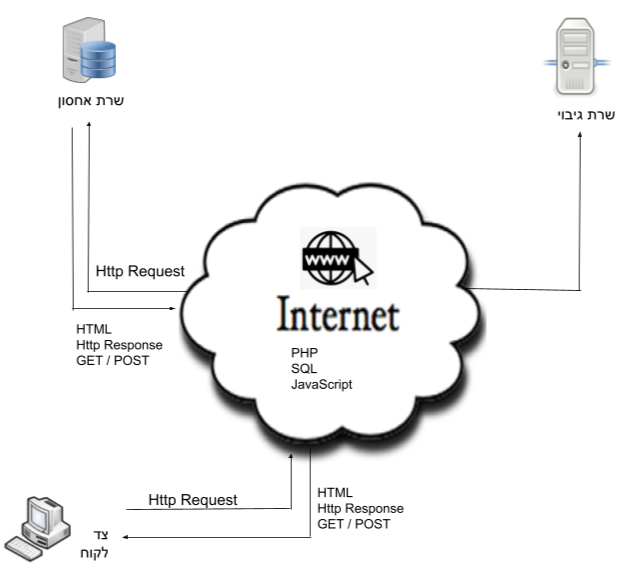 שרת אחסון
שרת גיבוי
Http Request
www
Internet
HTML
Http Response
GET / POST
PHP
SQL
JavaScript
Http Request
HTML
Http Response
GET / POST
צד
לקוח